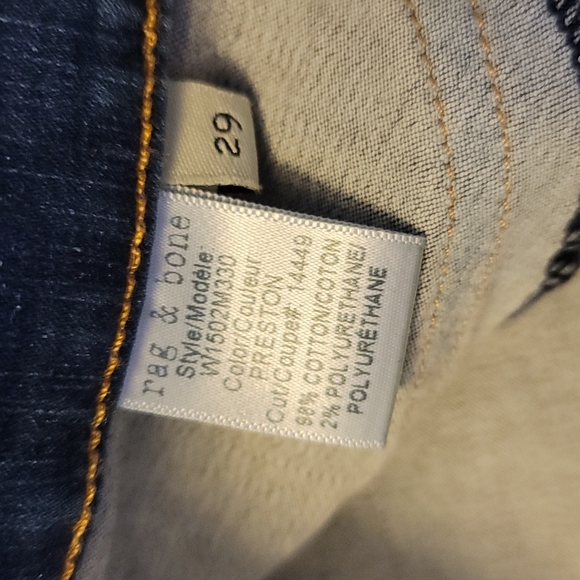 29
rag & bone
Style/Modèle:
W1502M330
Color/Couleur
PRESTON
Cut/Coupe# 14449
98% COTTON/COTON
2% POLYURETHANE/
POLYURÉTHANE